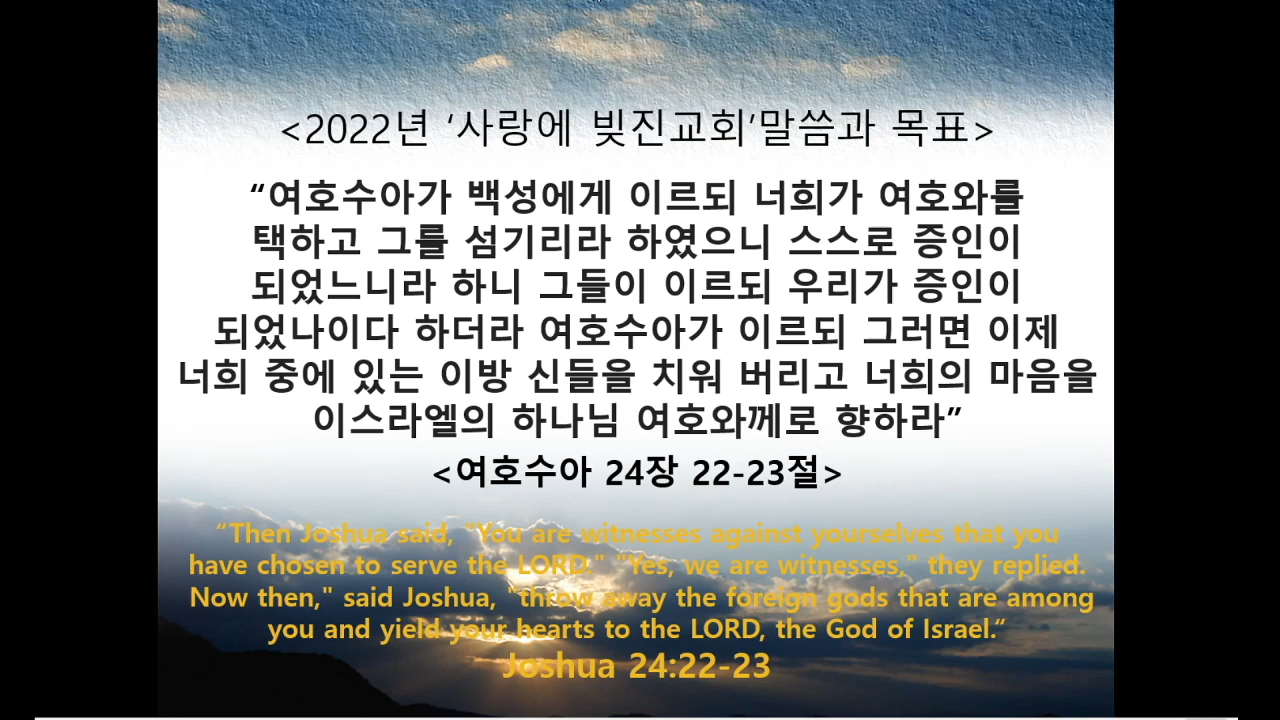 <2022년 ‘사랑에 빚진교회’말씀과 목표>
“여호수아가 백성에게 이르되 너희가 여호와를
택하고 그를 섬기리라 하였으니 스스로 증인이
되었느니라 하니 그들이 이르되 우리가 증인이
되었나이다 하더라 여호수아가 이르되 그러면 이제
너희 중에 있는 이방 신들을 치워 버리고 너희의 마음을
이스라엘의 하나님 여호와께로 향하라”
<여호수아 24장 22-23절>
“Then Joshua said, "You are witnesses against yourselves that you
have chosen to serve the LORD." "Yes, we are witnesses," they replied.
Now then," said Joshua, "throw away the foreign gods that are among
you and yield your hearts to the LORD, the God of Israel.“
Joshua 24:22-23